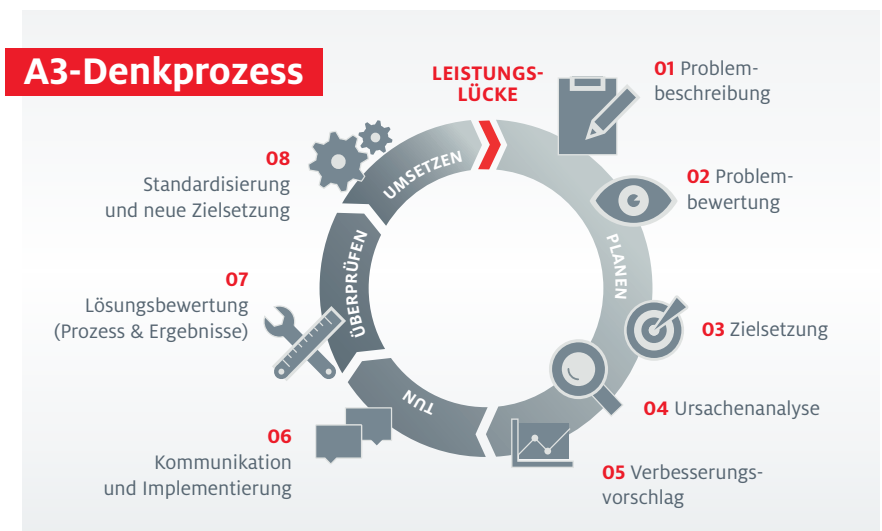 A3-Denkprozess
LEISTUNGS-
LÜCKE
01 Problem-
beschreibung
02 Problem-
bewertung
PLANEN
03 Zielsetzung
04 Ursachenanalyse
05 Verbesserungs-
vorschlag
TUN
06
Kommunikation
und Implementierung
ÜBERPRÜFEN
07
Lösungsbewertung
(Prozess & Ergebnisse)
UMSETZEN
08
Standardisierung
und neue Zielsetzung